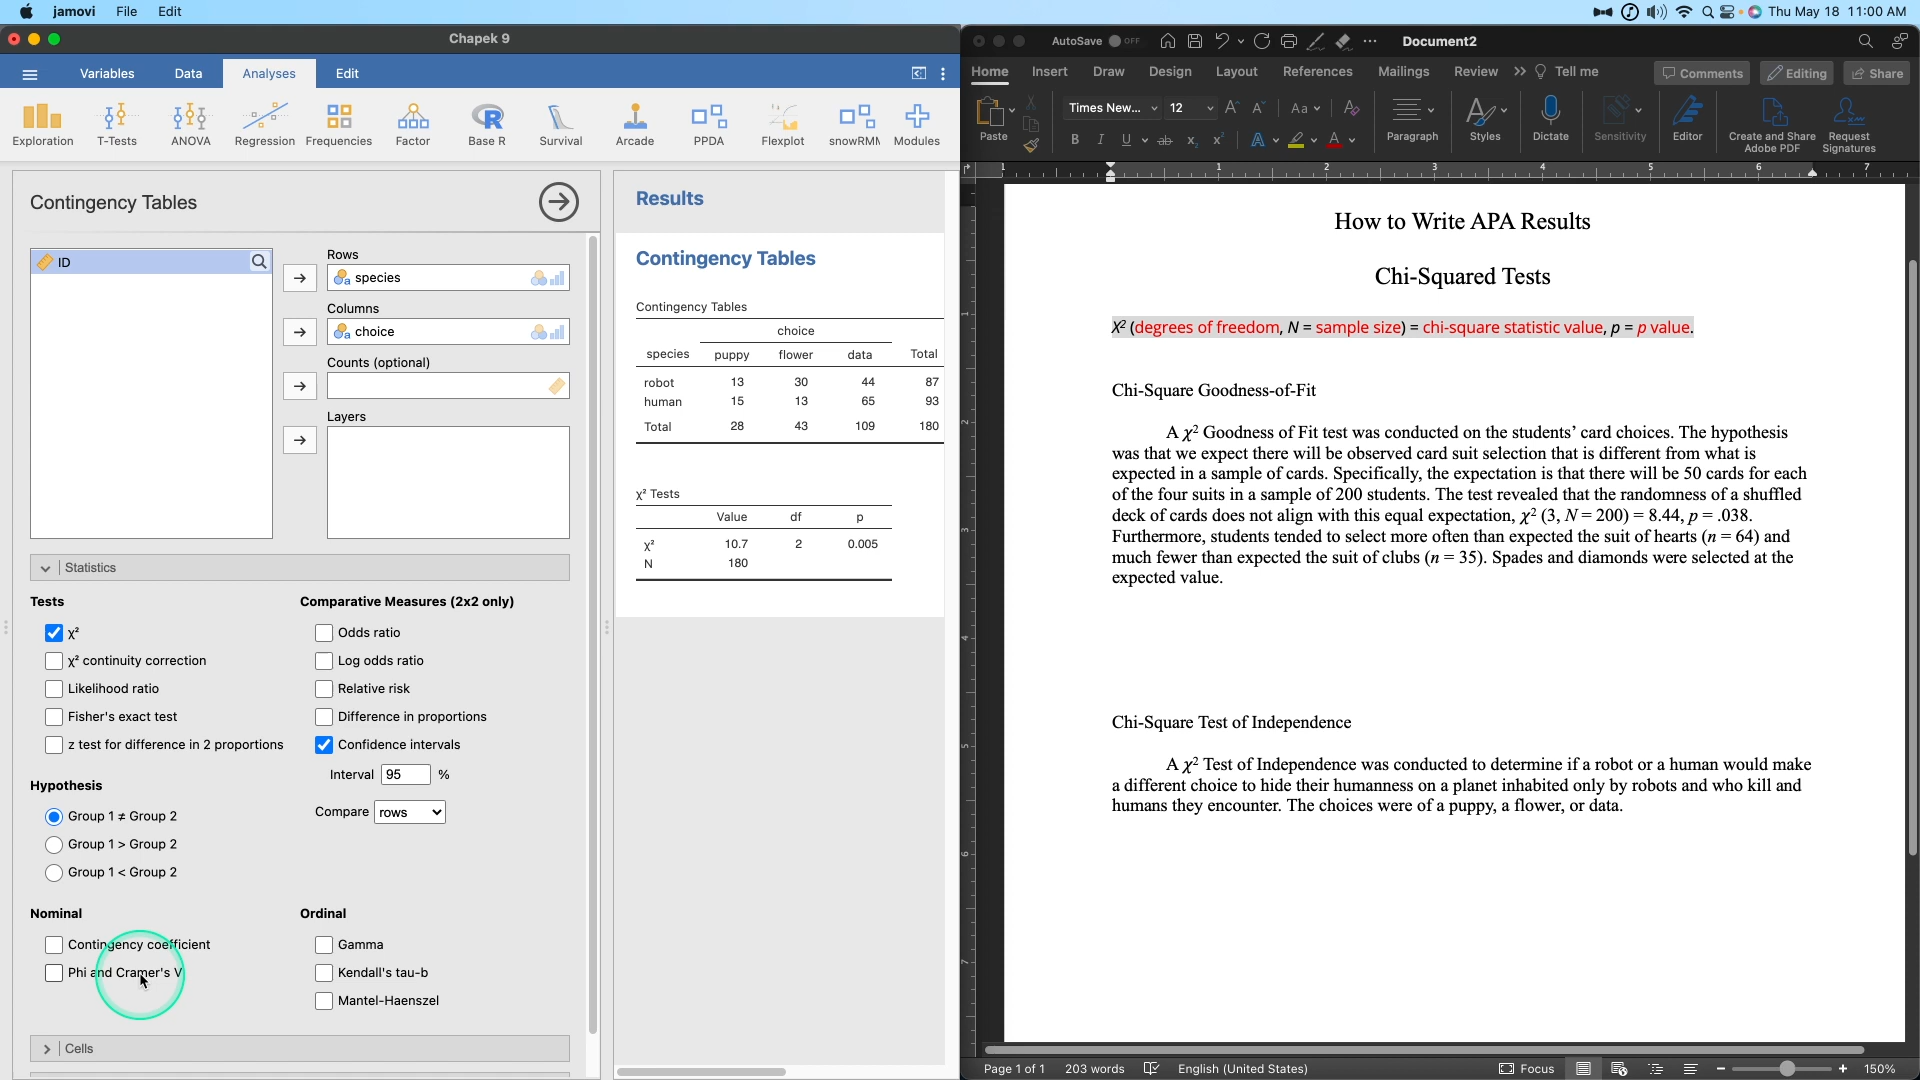 jamovi File Edit
Thu May 18 11:00 AM
Chapek 9
Variables Data Analyses Edit
Exploration T-Tests ANOVA Regression Frequencies Factor Base R Survival Arcade PPDA Flexplot snowRMM Modules
Contingency Tables
ID
Rows
species
Columns
choice
Counts (optional)
Layers
Statistics
Tests
χ²
χ² continuity correction
Likelihood ratio
Fisher's exact test
z test for difference in 2 proportions
Hypothesis
Group 1 ≠ Group 2
Group 1 > Group 2
Group 1 < Group 2
Comparative Measures (2x2 only)
Odds ratio
Log odds ratio
Relative risk
Difference in proportions
Confidence intervals
Interval 95 %
Compare rows
Nominal
Contingency coefficient
Phi and Cramer's V
Ordinal
Gamma
Kendall's tau-b
Mantel-Haenszel
Cells
Results
Contingency Tables
Contingency Tables
choice
species puppy flower data Total
robot 13 30 44 87
human 15 13 65 93
Total 28 43 109 180
χ² Tests
Value df p
χ² 10.7 2 0.005
N 180
AutoSave OFF
Document2
Home Insert Draw Design Layout References Mailings Review Tell me Comments Editing Share
Times New... 12
Paste
Paragraph Styles Dictate Sensitivity Editor Create and Share Adobe PDF Request Signatures
1 1 2 3 4 5 6 7
How to Write APA Results
Chi-Squared Tests
X² (degrees of freedom, N = sample size) = chi-square statistic value, p = p value.
Chi-Square Goodness-of-Fit
A χ² Goodness of Fit test was conducted on the students’ card choices. The hypothesis
was that we expect there will be observed card suit selection that is different from what is
expected in a sample of cards. Specifically, the expectation is that there will be 50 cards for each
of the four suits in a sample of 200 students. The test revealed that the randomness of a shuffled
deck of cards does not align with this equal expectation, χ² (3, N = 200) = 8.44, p = .038.
Furthermore, students tended to select more often than expected the suit of hearts (n = 64) and
much fewer than expected the suit of clubs (n = 35). Spades and diamonds were selected at the
expected value.
Chi-Square Test of Independence
A χ² Test of Independence was conducted to determine if a robot or a human would make
a different choice to hide their humanness on a planet inhabited only by robots and who kill and
humans they encounter. The choices were of a puppy, a flower, or data.
Page 1 of 1 203 words English (United States) Focus 150%